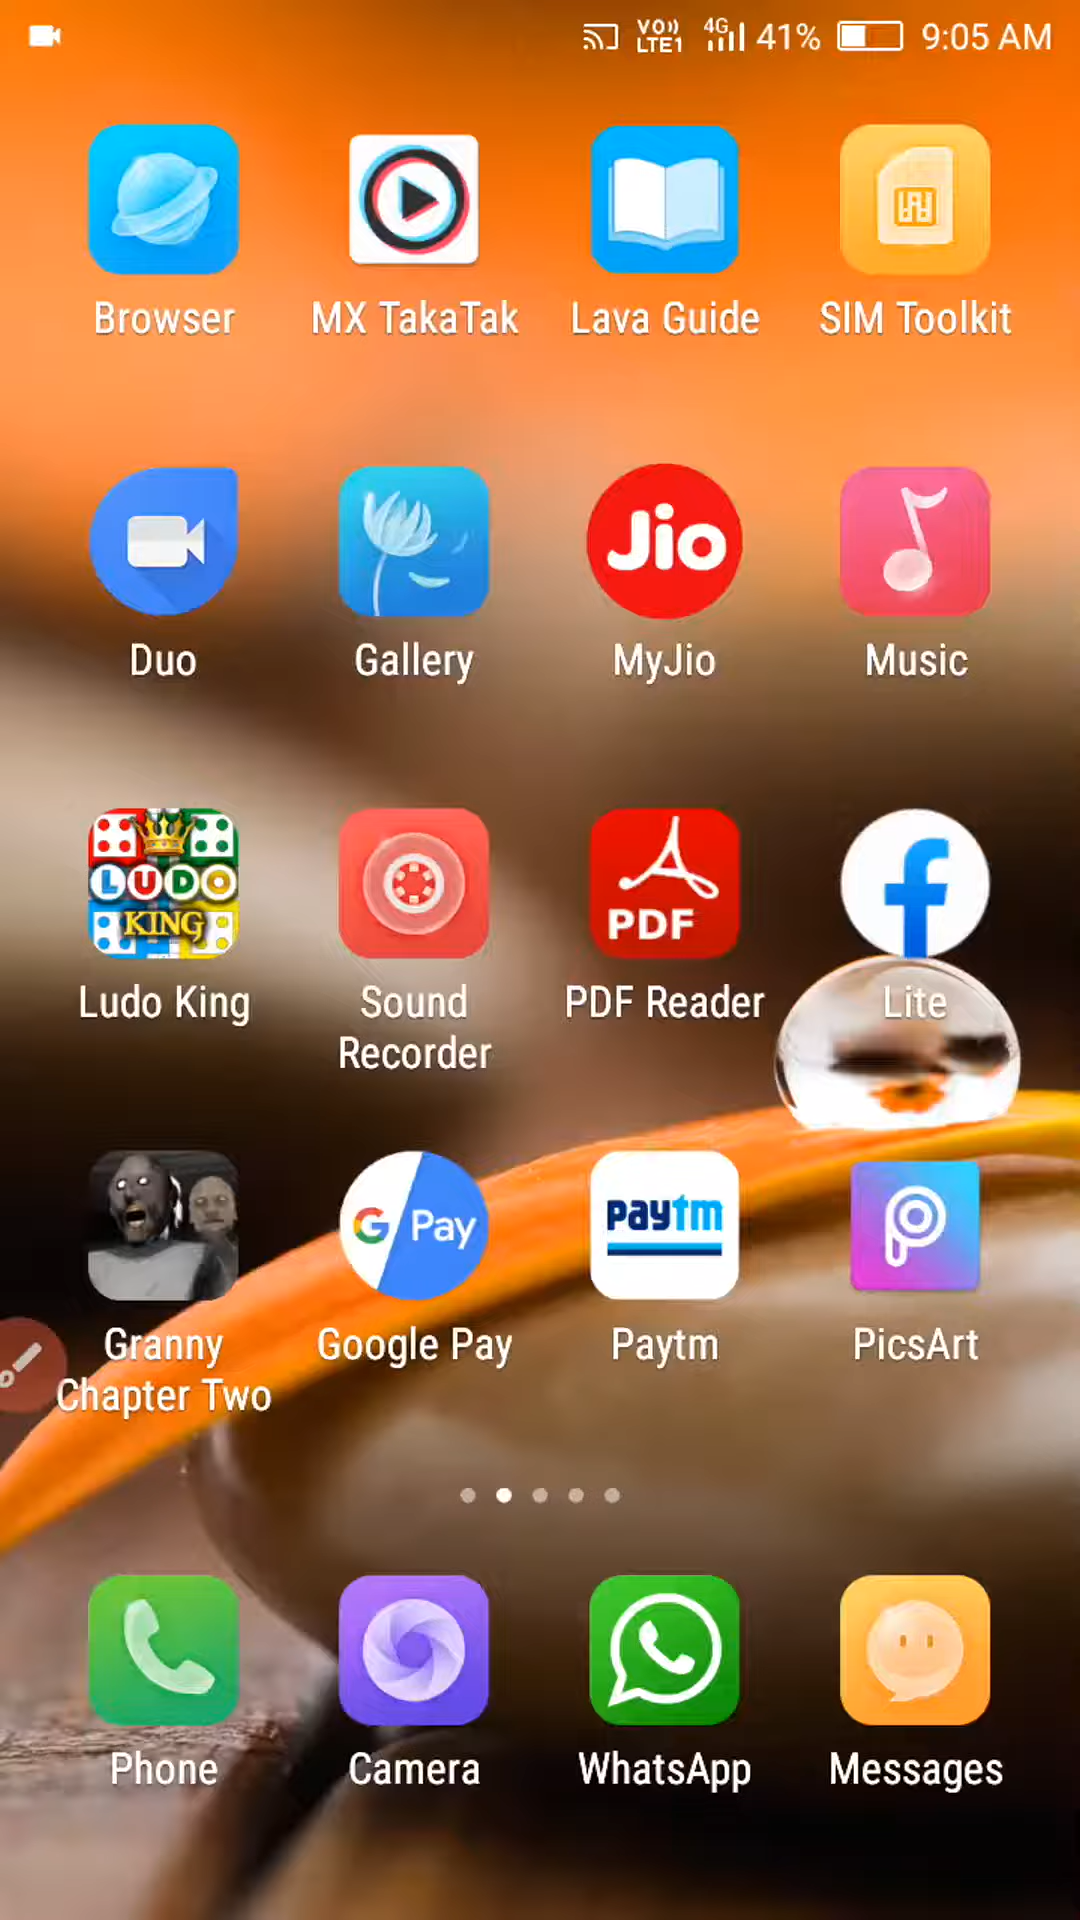 VO)) LTE1 4G 41% 9:05 AM
Browser MX TakaTak Lava Guide SIM Toolkit
Jio
Duo Gallery MyJio Music
LUDO
KING
PDF
Ludo King Sound Recorder PDF Reader Lite
G Pay
paytm
Granny Chapter Two Google Pay Paytm PicsArt
Phone Camera WhatsApp Messages